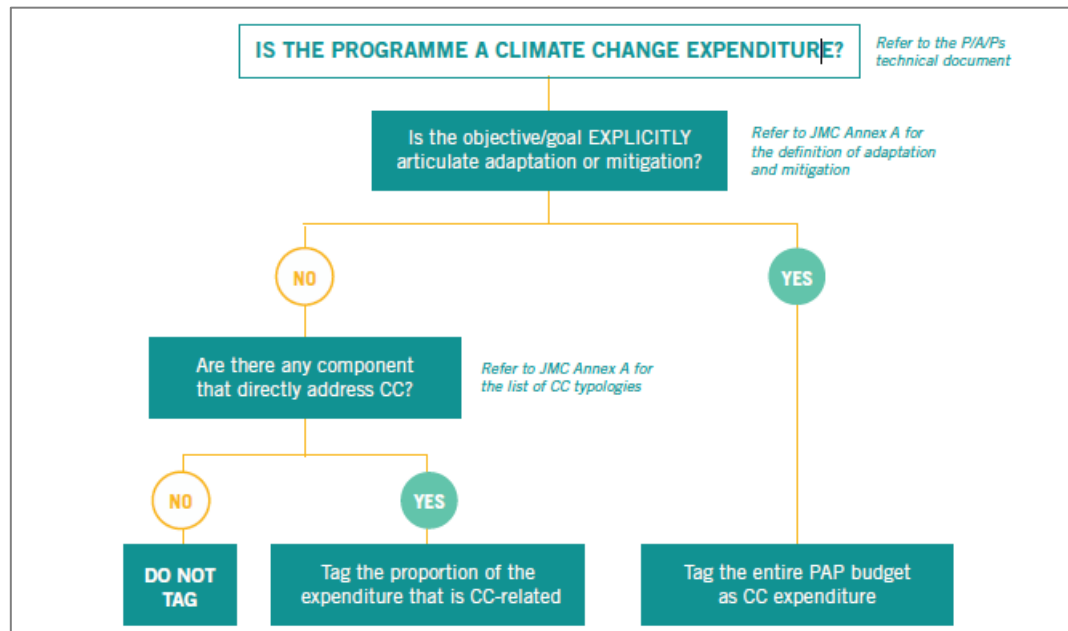 IS THE PROGRAMME A CLIMATE CHANGE EXPENDITURE?
Refer to the P/A/Ps
technical document
Is the objective/goal EXPLICITLY
articulate adaptation or mitigation?
Refer to JMC Annex A for
the definition of adaptation
and mitigation
NO
YES
Are there any component
that directly address CC?
Refer to JMC Annex A for
the list of CC typologies
NO
YES
DO NOT
TAG
Tag the proportion of the
expenditure that is CC-related
Tag the entire PAP budget
as CC expenditure